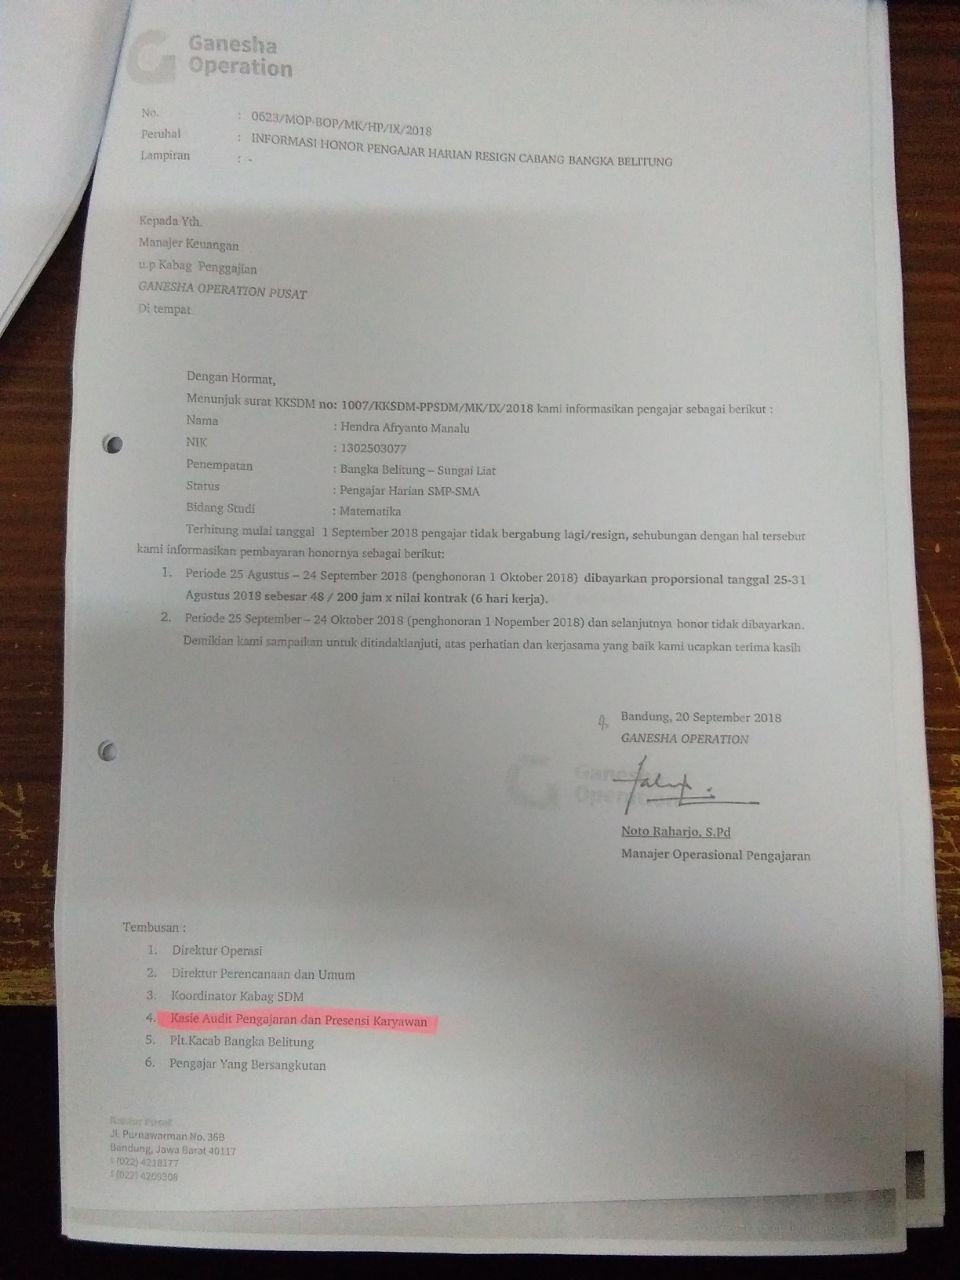 Ganesha
Operation
No. : 0623/MOP-BOP/MK/HP/IX/2018
Peruhal : INFORMASI HONOR PENGAJAR HARIAN RESIGN CABANG BANGKA BELITUNG
Lampiran : -
Kepada Yth.
Manajer Keuangan
u.p Kabag Penggajian
GANESHA OPERATION PUSAT
Di tempat
Dengan Hormat,
Menunjuk surat KKSDM no: 1007/KKSDM-PPSDM/MK/IX/2018 kami informasikan pengajar sebagai berikut :
Nama : Hendra Afryanto Manalu
NIK : 1302503077
Penempatan : Bangka Belitung – Sungai Liat
Status : Pengajar Harian SMP-SMA
Bidang Studi : Matematika
Terhitung mulai tanggal 1 September 2018 pengajar tidak bergabung lagi/resign, sehubungan dengan hal tersebut
kami informasikan pembayaran honornya sebagai berikut:
1. Periode 25 Agustus – 24 September 2018 (penghonoran 1 Oktober 2018) dibayarkan proporsional tanggal 25-31
Agustus 2018 sebesar 48 / 200 jam x nilai kontrak (6 hari kerja).
2. Periode 25 September – 24 Oktober 2018 (penghonoran 1 Nopember 2018) dan selanjutnya honor tidak dibayarkan.
Demikian kami sampaikan untuk ditindaklanjuti, atas perhatian dan kerjasama yang baik kami ucapkan terima kasih
Bandung, 20 September 2018
GANESHA OPERATION
Ganesha
Operation
Noto Raharjo, S.Pd
Manajer Operasional Pengajaran
Tembusan :
1. Direktur Operasi
2. Direktur Perencanaan dan Umum
3. Koordinator Kabag SDM
4. Kasie Audit Pengajaran dan Presensi Karyawan
5. Plt.Kacab Bangka Belitung
6. Pengajar Yang Bersangkutan
Kantor Pusat
Jl. Purnawarman No. 36B
Bandung, Jawa Barat 40117
t (022) 4218177
f (022) 4209308